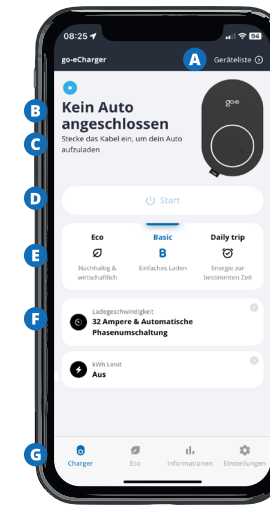 08:25
94
go-eCharger
A
Geräteliste
B
Kein Auto
angeschlossen
C
Stecke das Kabel ein, um dein Auto
aufzuladen
go-e
D
Start
Eco
Basic
Daily trip
E
B
Nachhaltig &
wirtschaftlich
Einfaches Laden
Energie zur
bestimmten Zeit
F
Ladegeschwindigkeit
32 Ampere & Automatische
Phasenumschaltung
kWh Limit
Aus
G
Charger
Eco
Informationen
Einstellungen